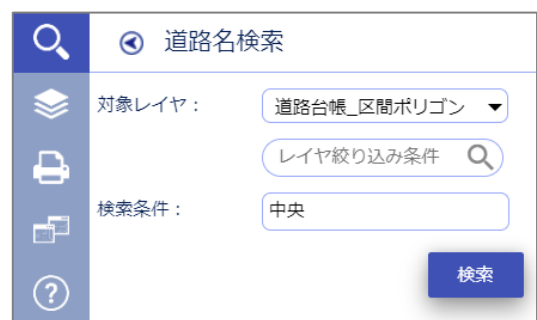 道路名検索
対象レイヤ：
道路台帳_区間ポリゴン
レイヤ絞り込み条件
検索条件：
中央
検索